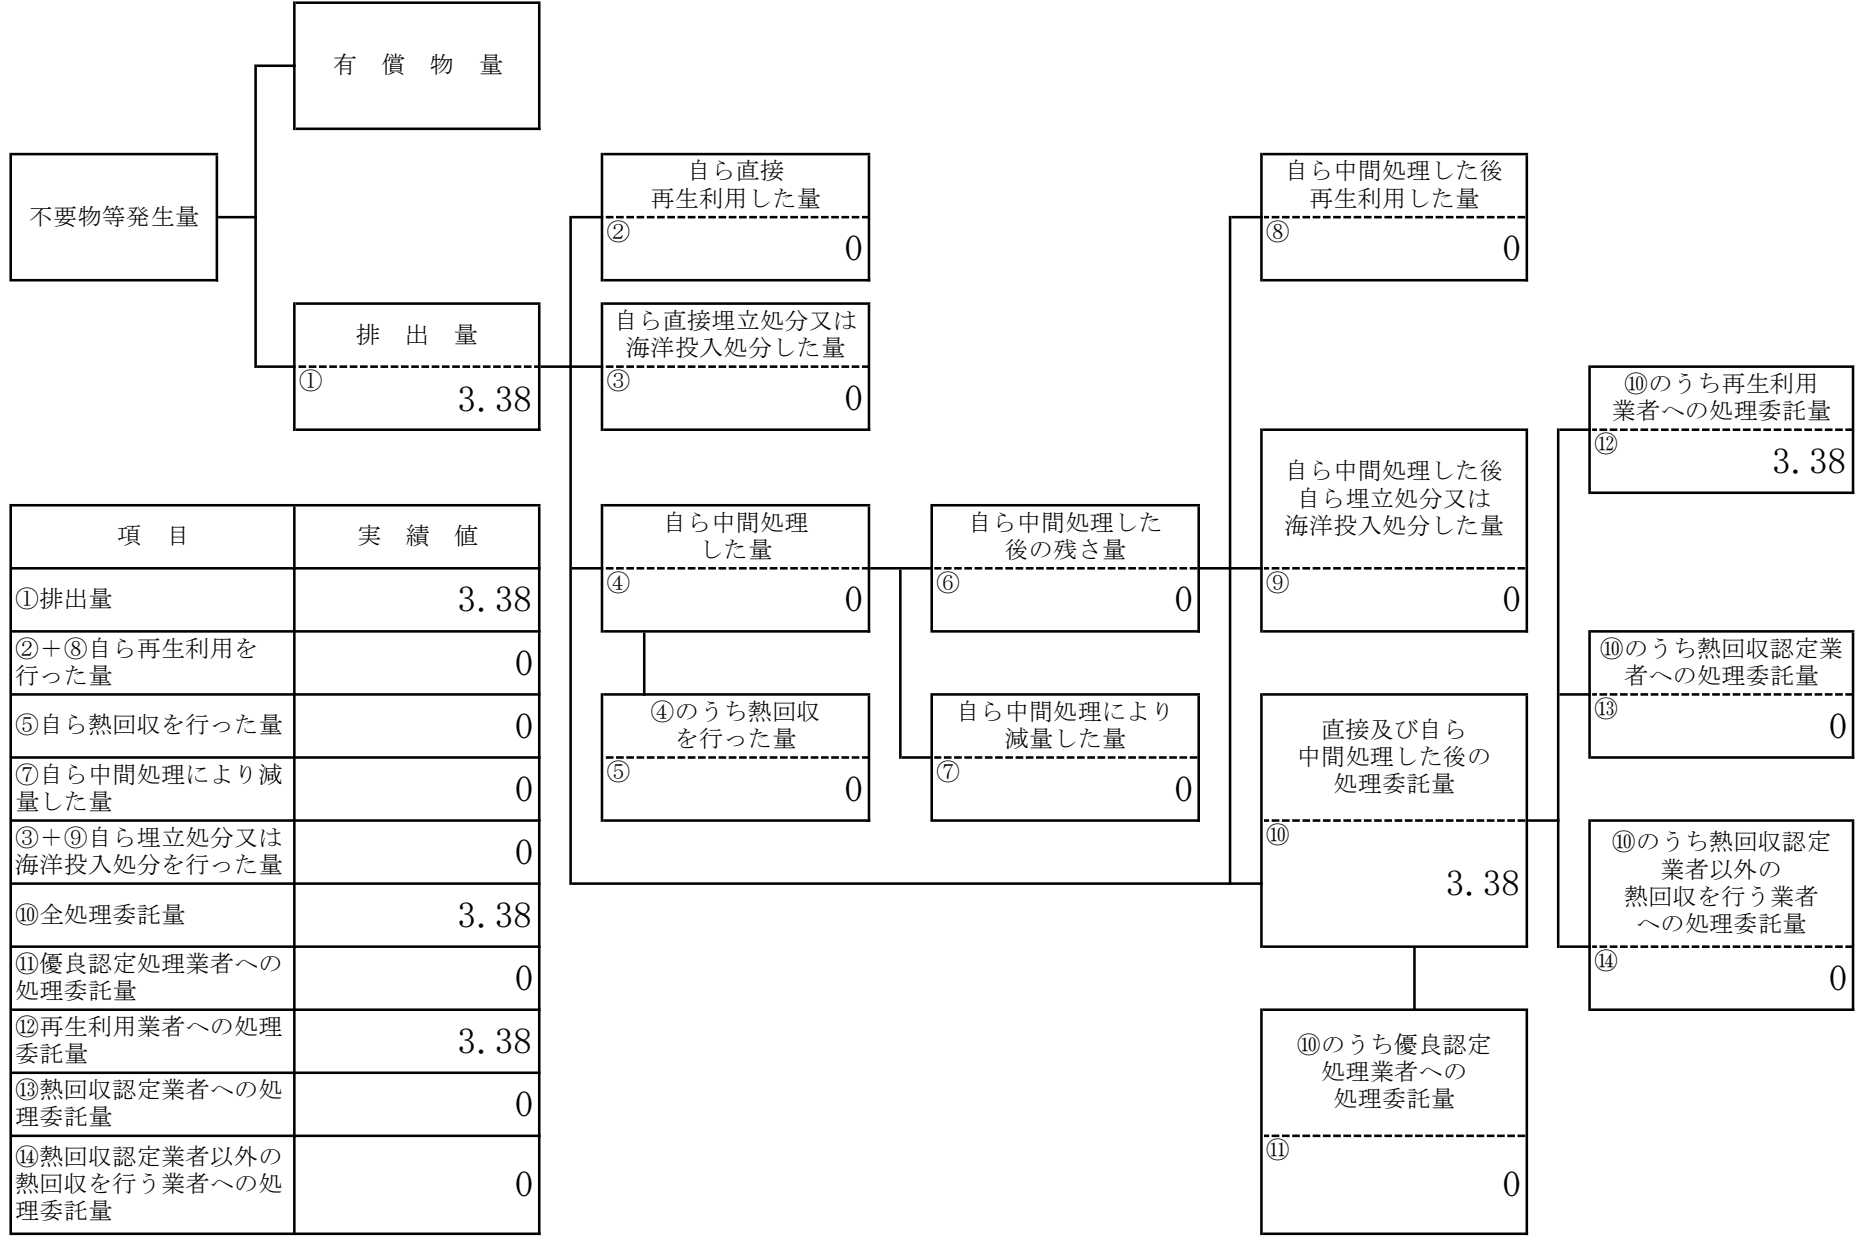 有　償　物　量
不要物等発生量
排　出　量
①
3.38
自ら直接
再生利用した量
②
0
自ら直接埋立処分又は
海洋投入処分した量
③
0
自ら中間処理
した量
④
0
④のうち熱回収
を行った量
⑤
0
自ら中間処理した
後の残さ量
⑥
0
自ら中間処理により
減量した量
⑦
0
自ら中間処理した後
再生利用した量
⑧
0
自ら中間処理した後
自ら埋立処分又は
海洋投入処分した量
⑨
0
直接及び自ら
中間処理した後の
処理委託量
⑩
3.38
⑩のうち優良認定
処理業者への
処理委託量
⑪
0
⑩のうち再生利用
業者への処理委託量
⑫
3.38
⑩のうち熱回収認定業
者への処理委託量
⑬
0
⑩のうち熱回収認定
業者以外の
熱回収を行う業者
への処理委託量
⑭
0
項　目　実　績　値
①排出量　3.38
②＋⑧自ら再生利用を
行った量　0
⑤自ら熱回収を行った量　0
⑦自ら中間処理により減
量した量　0
③＋⑨自ら埋立処分又は
海洋投入処分を行った量　0
⑩全処理委託量　3.38
⑪優良認定処理業者への
処理委託量　0
⑫再生利用業者への処理
委託量　3.38
⑬熱回収認定業者への処
理委託量　0
⑭熱回収認定業者以外の
熱回収を行う業者への処
理委託量　0